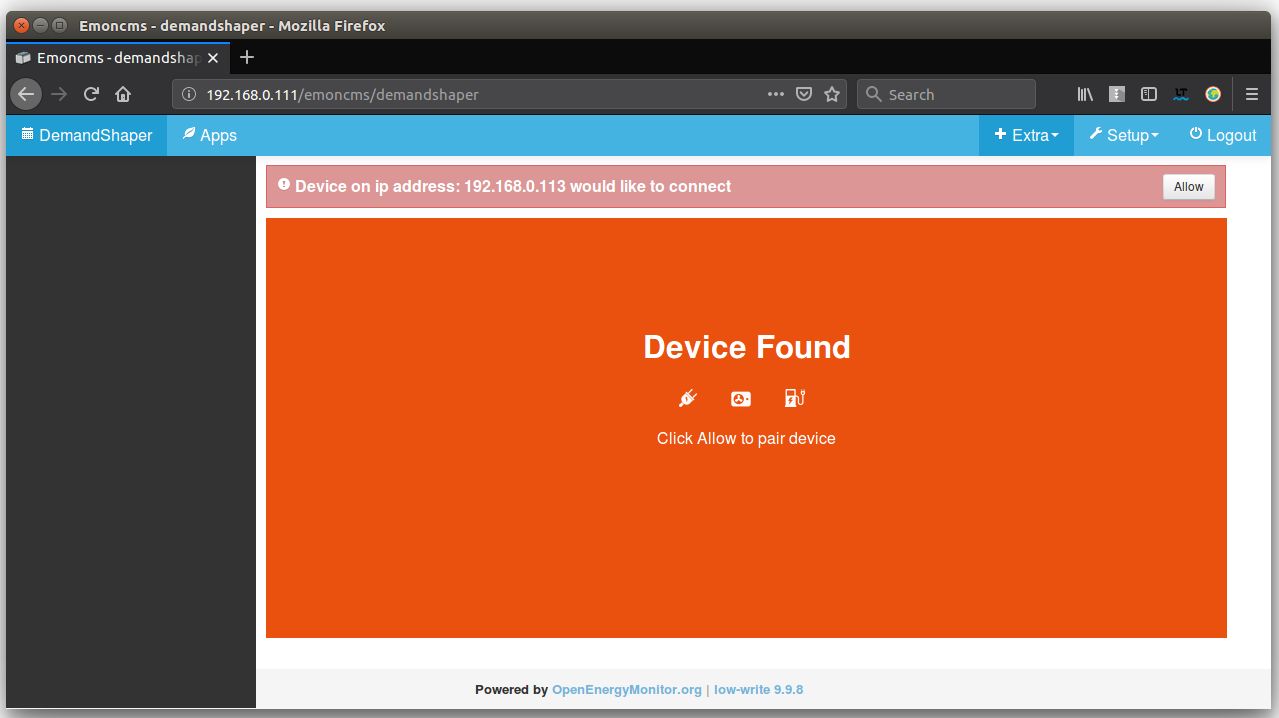 Emoncms - demandshaper - Mozilla Firefox
Emoncms - demandshap
192.168.0.111/emoncms/demandshaper
Search
LT
DemandShaper
Apps
Extra
Setup
Logout
Device on ip address: 192.168.0.113 would like to connect
Allow
Device Found
Click Allow to pair device
Powered by OpenEnergyMonitor.org | low-write 9.9.8